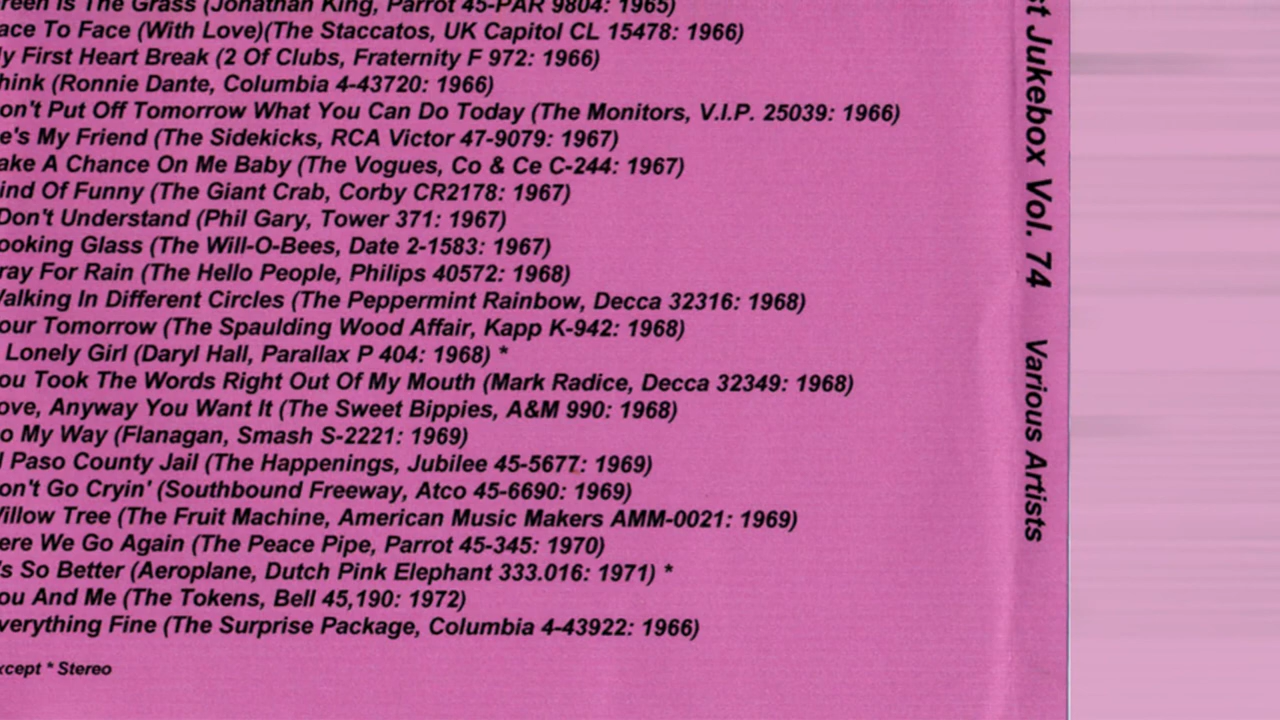 reen Is The Grass (Jonathan King, Parrot 45-PAR 9804: 1965)
ace To Face (With Love)(The Staccatos, UK Capitol CL 15478: 1966)
y First Heart Break (2 Of Clubs, Fraternity F 972: 1966)
hink (Ronnie Dante, Columbia 4-43720: 1966)
on't Put Off Tomorrow What You Can Do Today (The Monitors, V.I.P. 25039: 1966)
e's My Friend (The Sidekicks, RCA Victor 47-9079: 1967)
ake A Chance On Me Baby (The Vogues, Co & Ce C-244: 1967)
ind Of Funny (The Giant Crab, Corby CR2178: 1967)
Don't Understand (Phil Gary, Tower 371: 1967)
ooking Glass (The Will-O-Bees, Date 2-1583: 1967)
ray For Rain (The Hello People, Philips 40572: 1968)
Walking In Different Circles (The Peppermint Rainbow, Decca 32316: 1968)
our Tomorrow (The Spaulding Wood Affair, Kapp K-942: 1968)
Lonely Girl (Daryl Hall, Parallax P 404: 1968) *
ou Took The Words Right Out Of My Mouth (Mark Radice, Decca 32349: 1968)
ove, Anyway You Want It (The Sweet Bippies, A&M 990: 1968)
o My Way (Flanagan, Smash S-2221: 1969)
l Paso County Jail (The Happenings, Jubilee 45-5677: 1969)
on't Go Cryin' (Southbound Freeway, Atco 45-6690: 1969)
Willow Tree (The Fruit Machine, American Music Makers AMM-0021: 1969)
ere We Go Again (The Peace Pipe, Parrot 45-345: 1970)
's So Better (Aeroplane, Dutch Pink Elephant 333.016: 1971) *
ou And Me (The Tokens, Bell 45,190: 1972)
verything Fine (The Surprise Package, Columbia 4-43922: 1966)
xcept * Stereo
st Jukebox Vol. 74 Various Artists